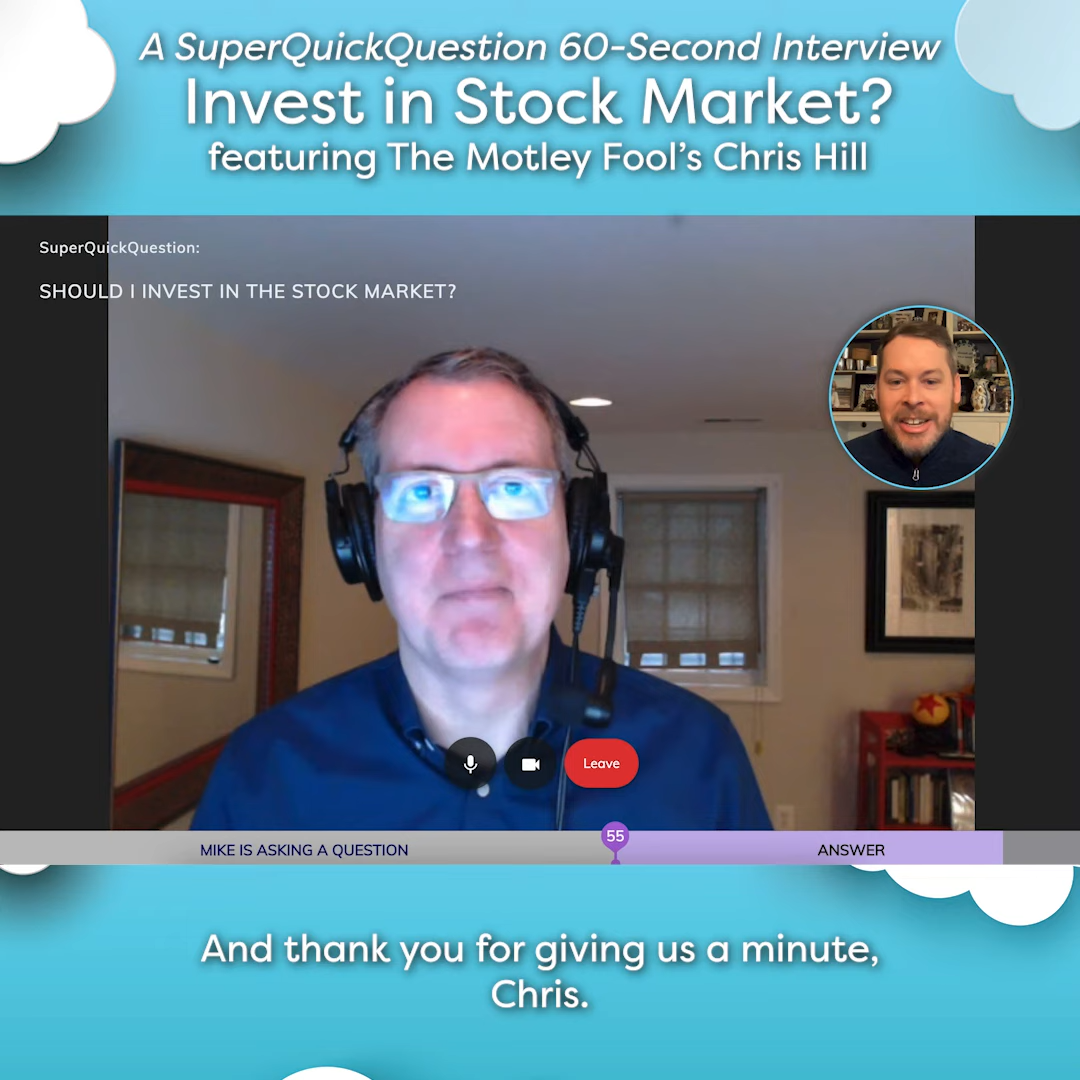 A SuperQuickQuestion 60-Second Interview
Invest in Stock Market?
featuring The Motley Fool's Chris Hill
SuperQuickQuestion:
SHOULD I INVEST IN THE STOCK MARKET?
Leave
55
MIKE IS ASKING A QUESTION
ANSWER
And thank you for giving us a minute,
Chris.